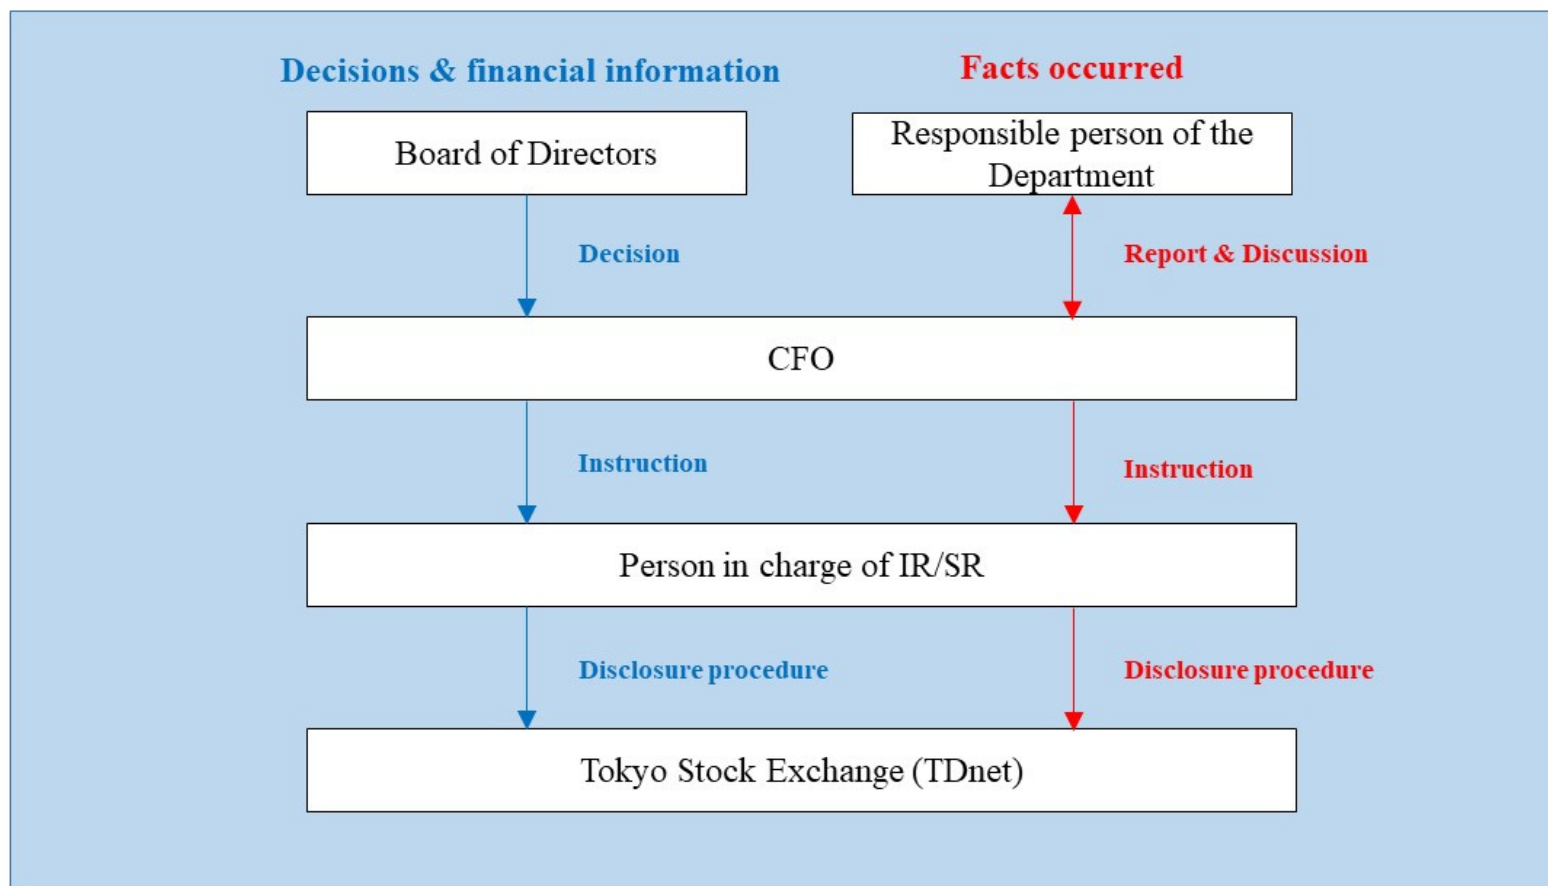 Decisions & financial information
Facts occurred
Board of Directors
Responsible person of the
Department
Decision
Report & Discussion
CFO
Instruction
Instruction
Person in charge of IR/SR
Disclosure procedure
Disclosure procedure
Tokyo Stock Exchange (TDnet)